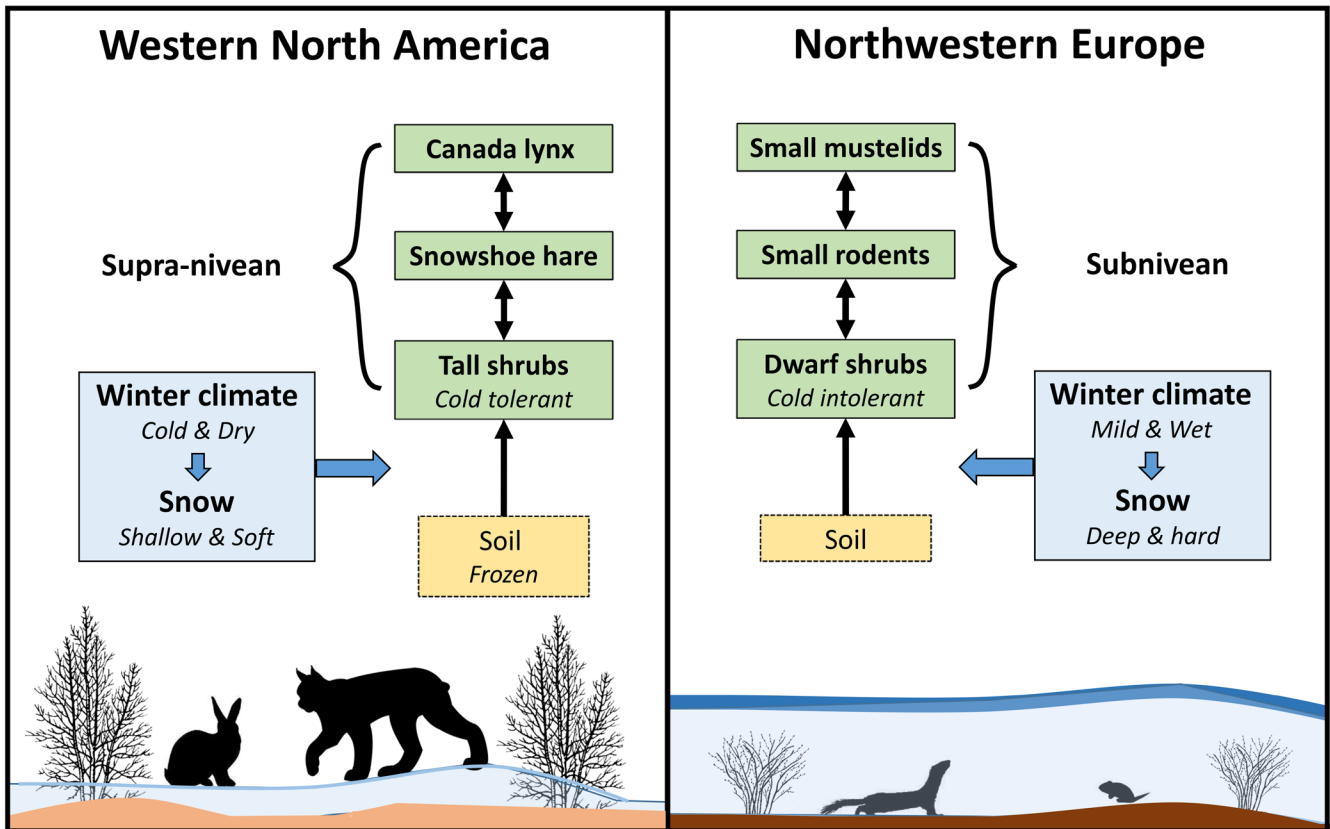 Western North America
Canada lynx
Snowshoe hare
Supra-nivean
Tall shrubs
Cold tolerant
Winter climate
Cold & Dry
Snow
Shallow & Soft
Soil
Frozen
Northwestern Europe
Small mustelids
Small rodents
Subnivean
Dwarf shrubs
Cold intolerant
Winter climate
Mild & Wet
Snow
Deep & hard
Soil